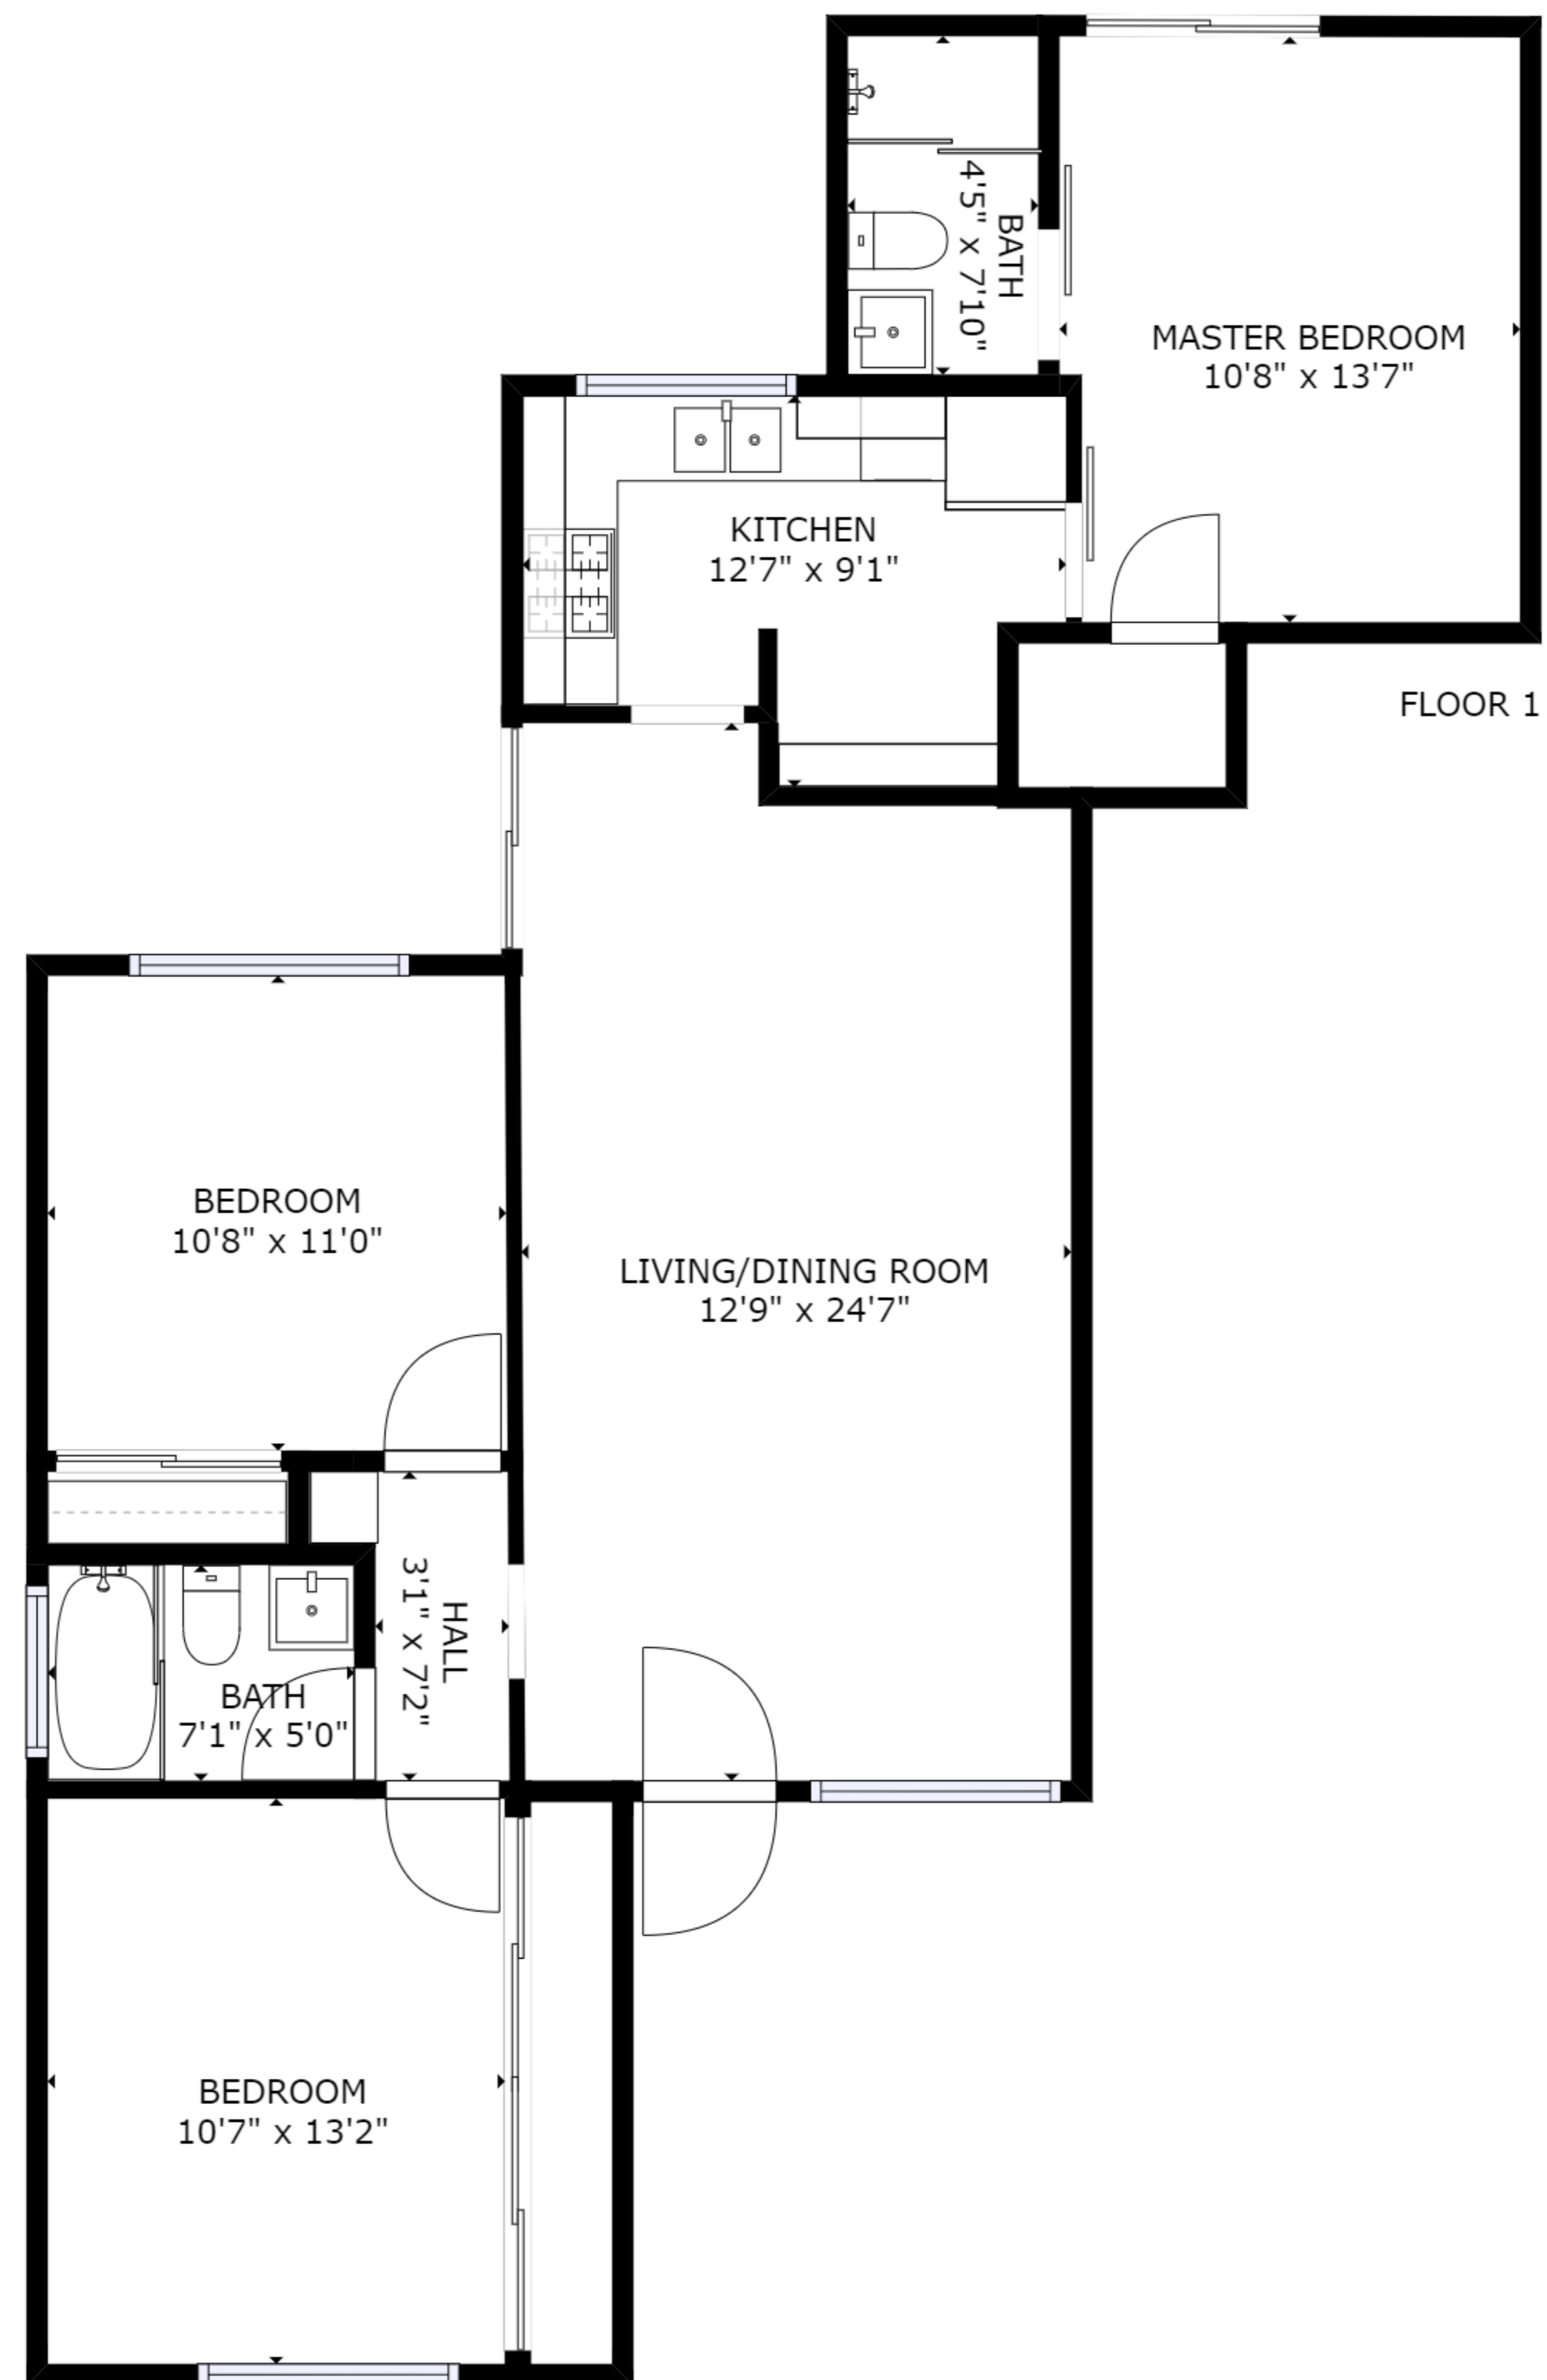 BATH
4'5" x 7'10"
MASTER BEDROOM
10'8" x 13'7"
KITCHEN
12'7" x 9'1"
FLOOR 1
BEDROOM
10'8" x 11'0"
LIVING/DINING ROOM
12'9" x 24'7"
HALL
3'1" x 7'2"
BATH
7'1" x 5'0"
BEDROOM
10'7" x 13'2"